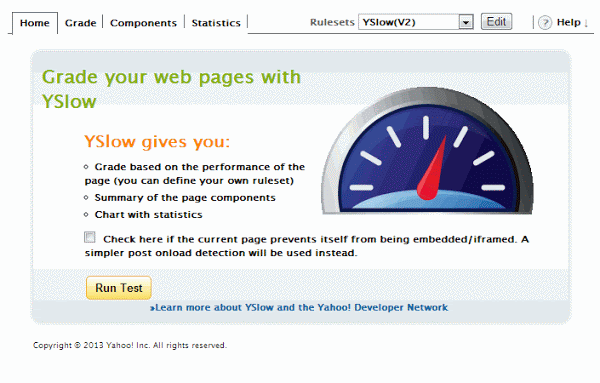 Home Grade Components Statistics Rulesets YSlow(V2) Edit ? Help ↓
Grade your web pages with
YSlow
YSlow gives you:
Grade based on the performance of the
page (you can define your own ruleset)
Summary of the page components
Chart with statistics
Check here if the current page prevents itself from being embedded/iframed. A
simpler post onload detection will be used instead.
Run Test
»Learn more about YSlow and the Yahoo! Developer Network
Copyright © 2013 Yahoo! Inc. All rights reserved.